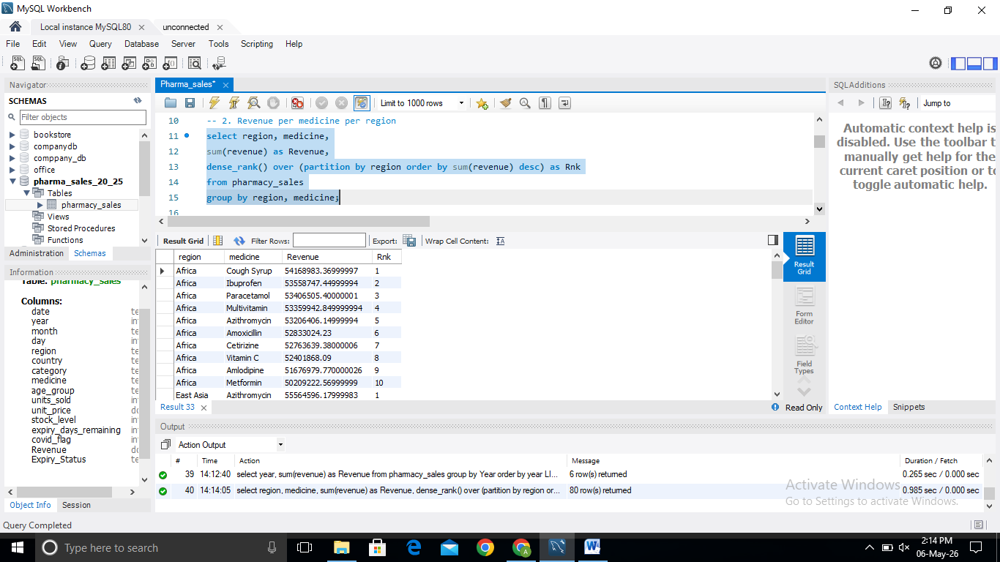 MySQL Workbench
Local instance MySQL80
unconnected
File Edit View Query Database Server Tools Scripting Help
Navigator
SCHEMAS
Filter objects
bookstore
companydb
comppany_db
office
pharma_sales_20_25
Tables
pharmacy_sales
Views
Stored Procedures
Functions
Administration Schemas
Information
Table: pharmacy_sales
Columns:
date te
year in
month te
day in
region te
country te
category te
medicine te
age_group te
units_sold in
unit_price do
stock_level in
expiry_days_remaining in
covid_flag in
Revenue do
Expiry_Status te
Object Info Session
Query Completed
Pharma_sales*
Limit to 1000 rows
10 -- 2. Revenue per medicine per region
11 select region, medicine,
12 sum(revenue) as Revenue,
13 dense_rank() over (partition by region order by sum(revenue) desc) as Rnk
14 from pharmacy_sales
15 group by region, medicine;
16
Result Grid Filter Rows: Export: Wrap Cell Content:
region medicine Revenue Rnk
Africa Cough Syrup 54168983.36999997 1
Africa Ibuprofen 53558747.44999994 2
Africa Paracetamol 53406505.40000001 3
Africa Multivitamin 53359942.849999994 4
Africa Azithromycin 53206406.14999994 5
Africa Amoxicillin 52833024.23 6
Africa Cetirizine 52763639.38000006 7
Africa Vitamin C 52401868.09 8
Africa Amlodipine 51676979.770000026 9
Africa Metformin 50209222.56999999 10
East Asia Azithromycin 55564596.17999983 1
Result Grid
Form Editor
Field Types
Result 33
Read Only
SQLAdditions
Jump to
Automatic context help is
disabled. Use the toolbar t
manually get help for the
current caret position or to
toggle automatic help.
Context Help Snippets
Output
Action Output
# Time Action Message Duration / Fetch
39 14:12:40 select year, sum(revenue) as Revenue from pharmacy_sales group by Year order by year LI... 6 row(s) returned 0.265 sec / 0.000 sec
40 14:14:05 select region, medicine, sum(revenue) as Revenue, dense_rank() over (partition by region or... 80 row(s) returned 0.985 sec / 0.000 sec
Activate Windows
Go to Settings to activate Windows.
Type here to search
2:14 PM
06-May-26